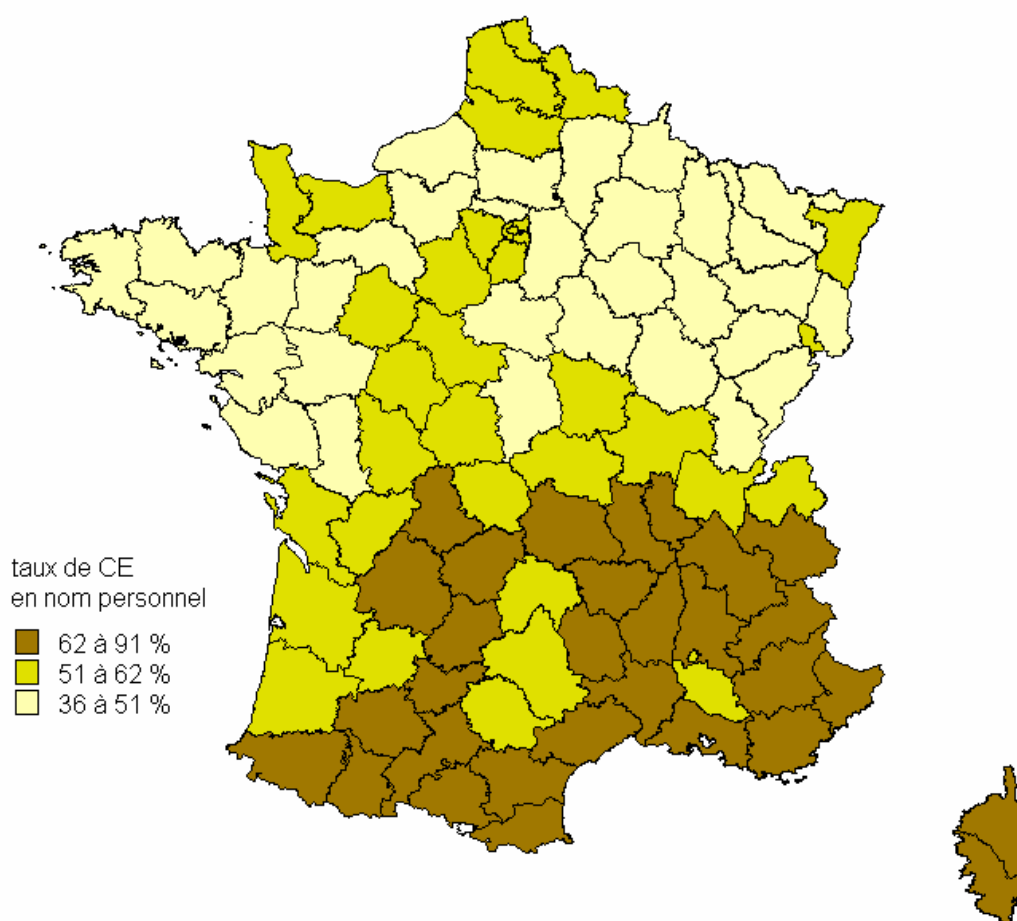 taux de CE
en nom personnel
62 à 91 %
51 à 62 %
36 à 51 %